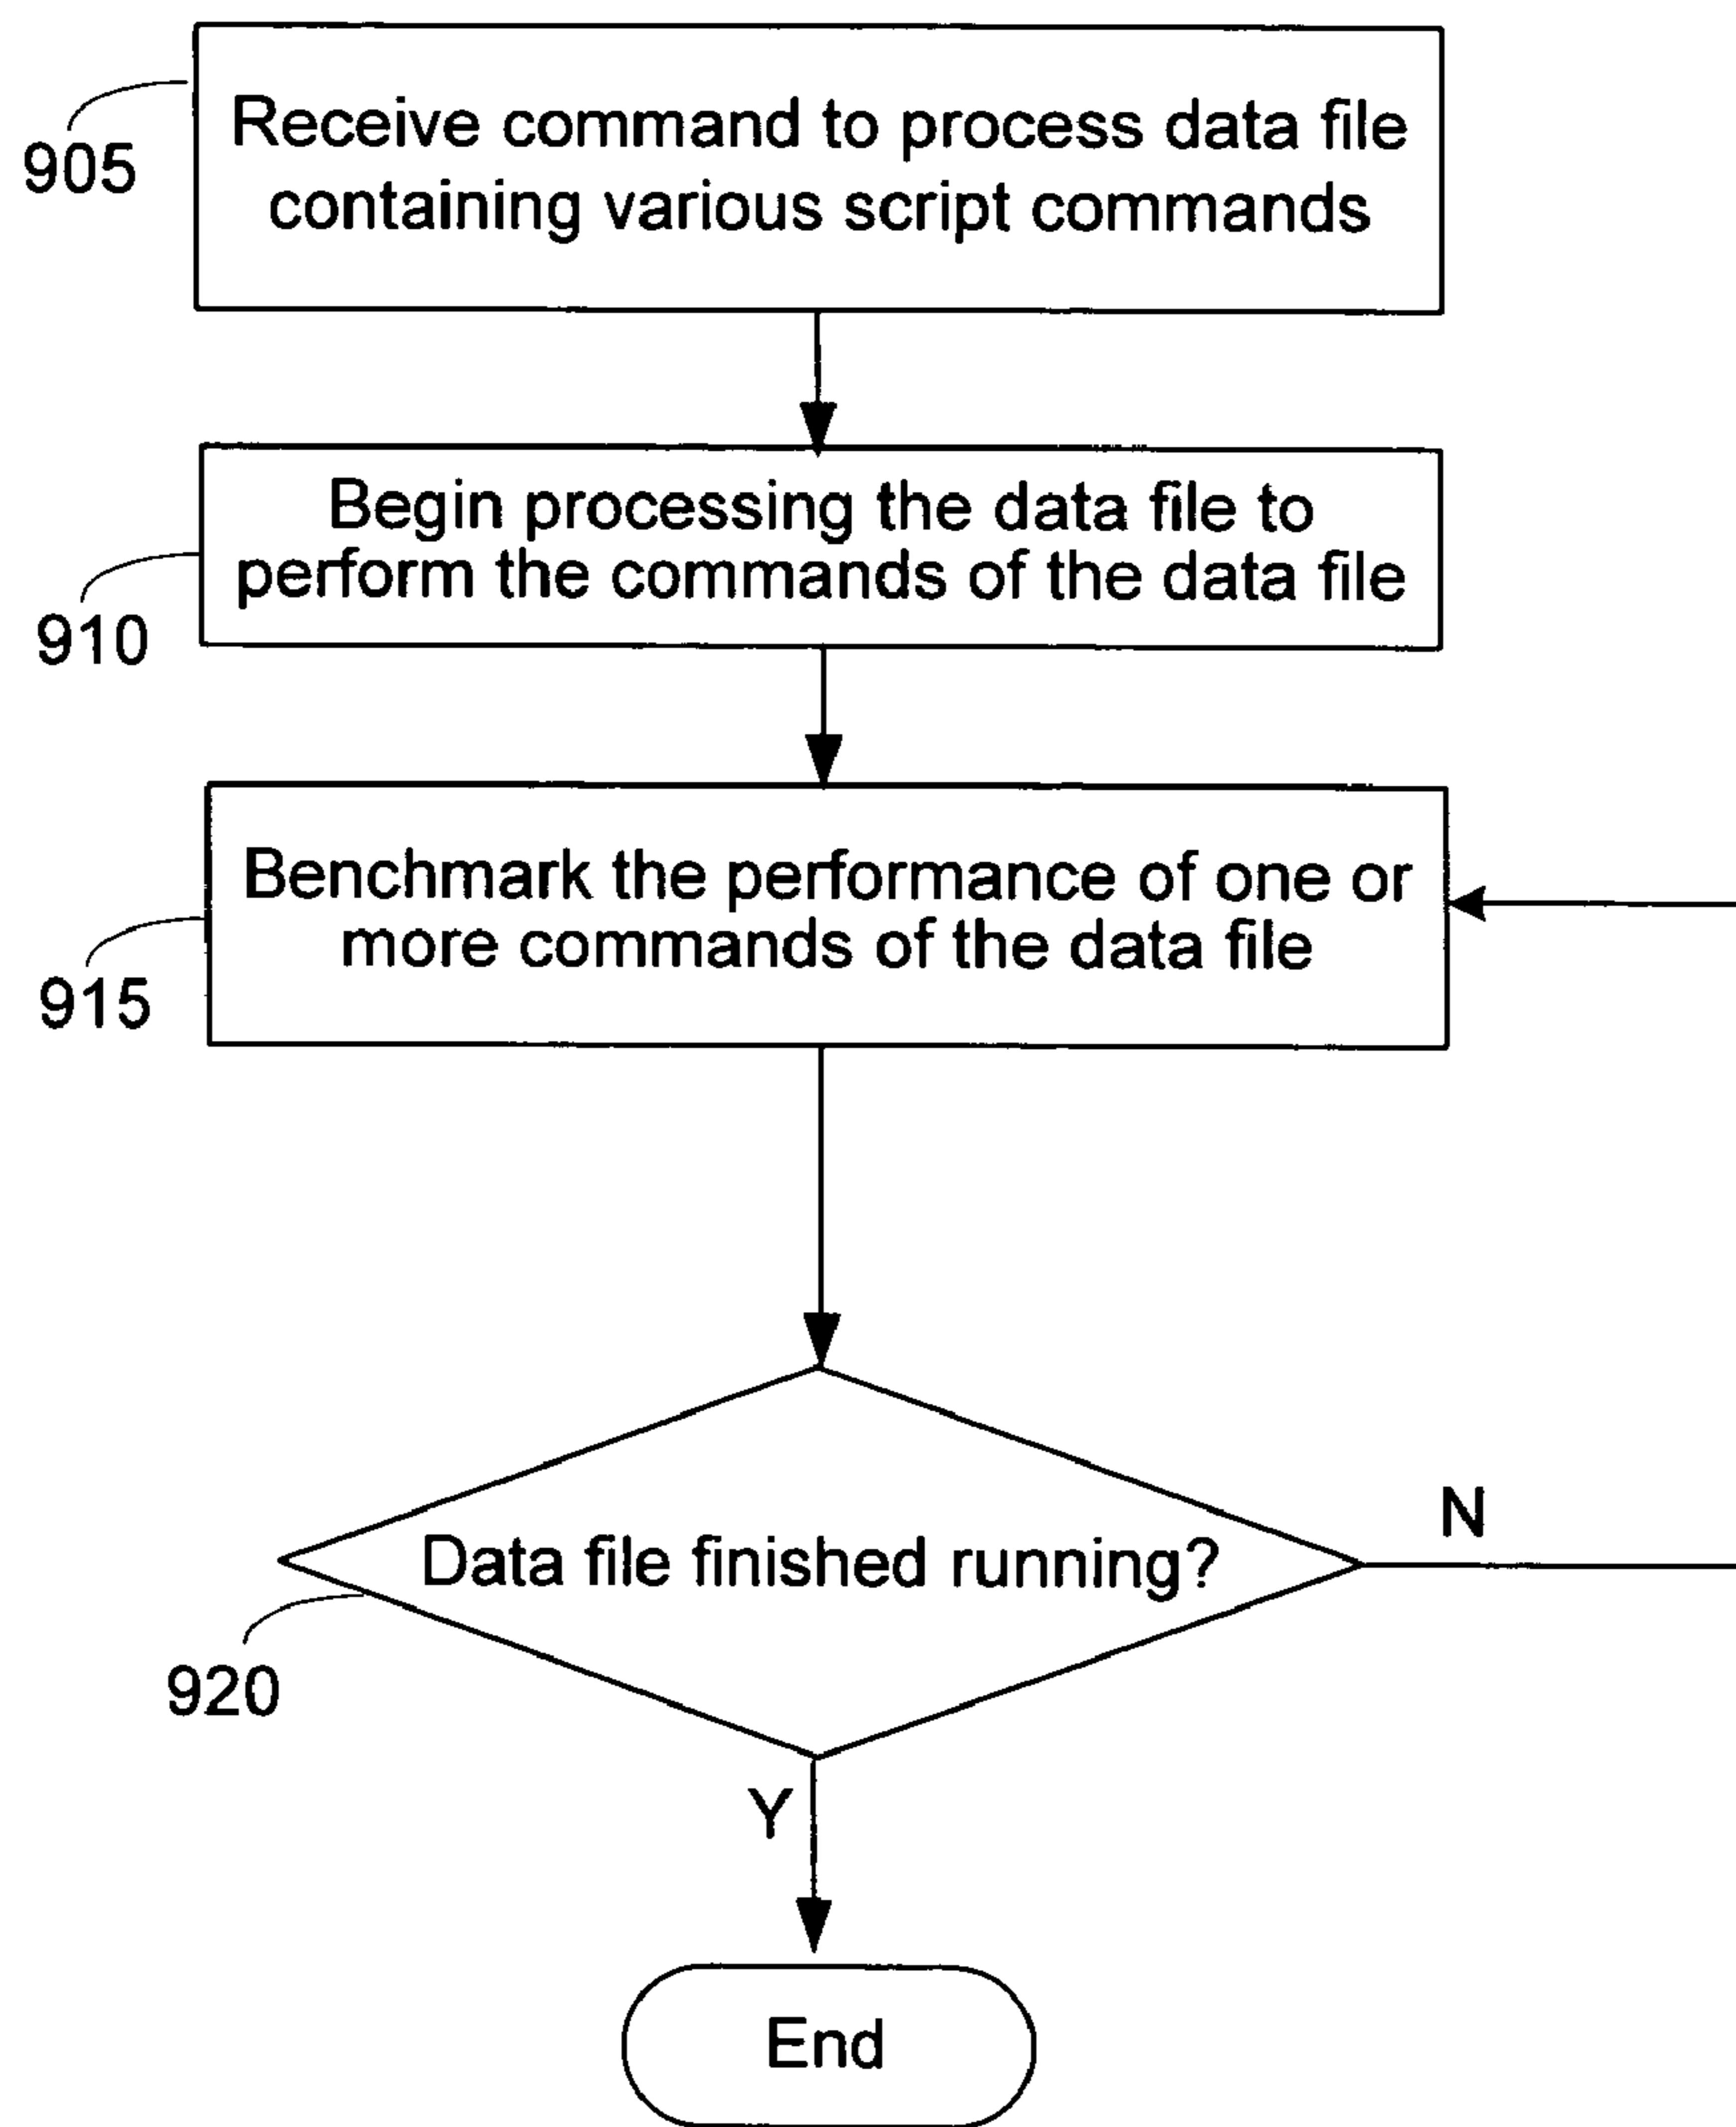 905
Receive command to process data file
containing various script commands
910
Begin processing the data file to
perform the commands of the data file
915
Benchmark the performance of one or
more commands of the data file
920
Data file finished running?
N
Y
End